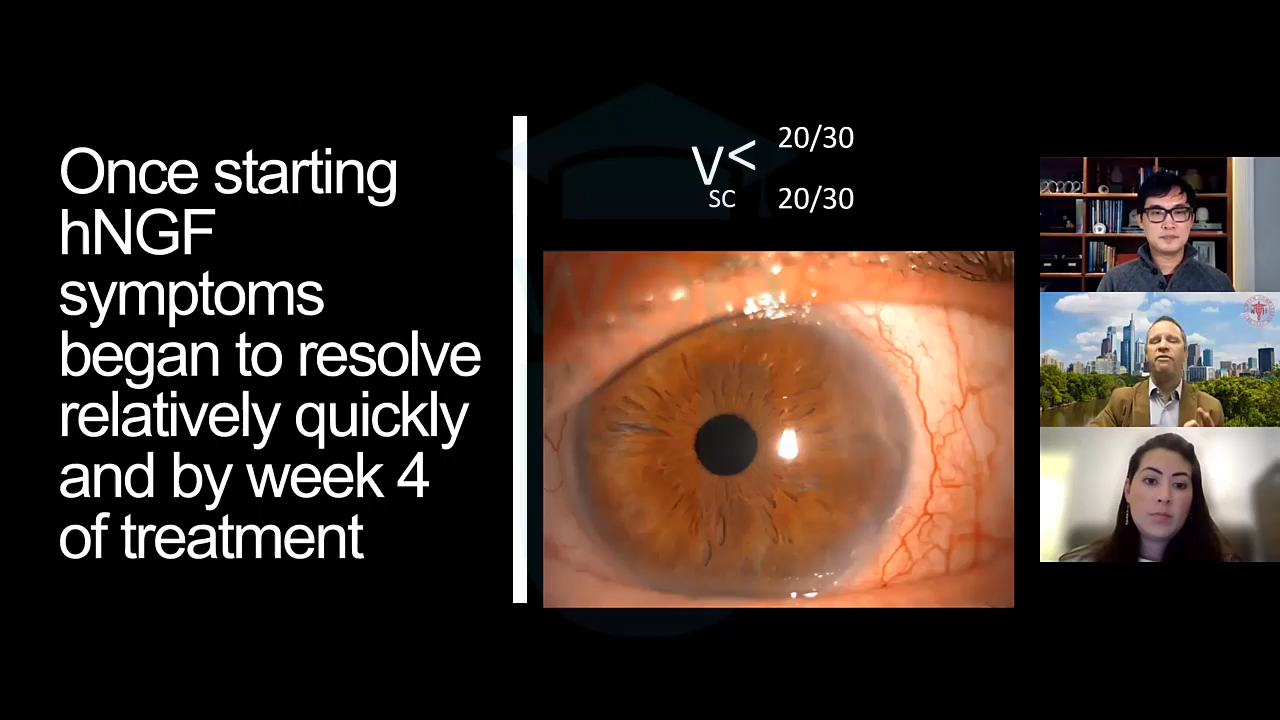 Once starting
hNGF
symptoms
began to resolve
relatively quickly
and by week 4
of treatment
V<
SC
20/30
20/30